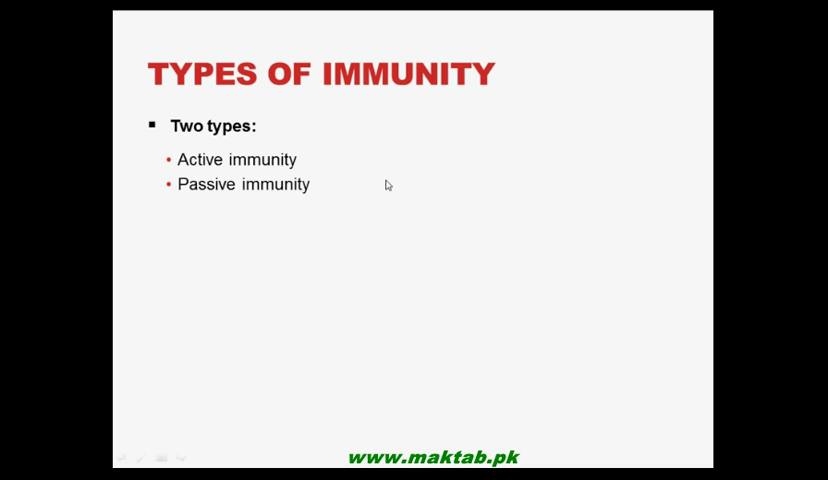 TYPES OF IMMUNITY
Two types:
Active immunity
Passive immunity
www.maktab.pk